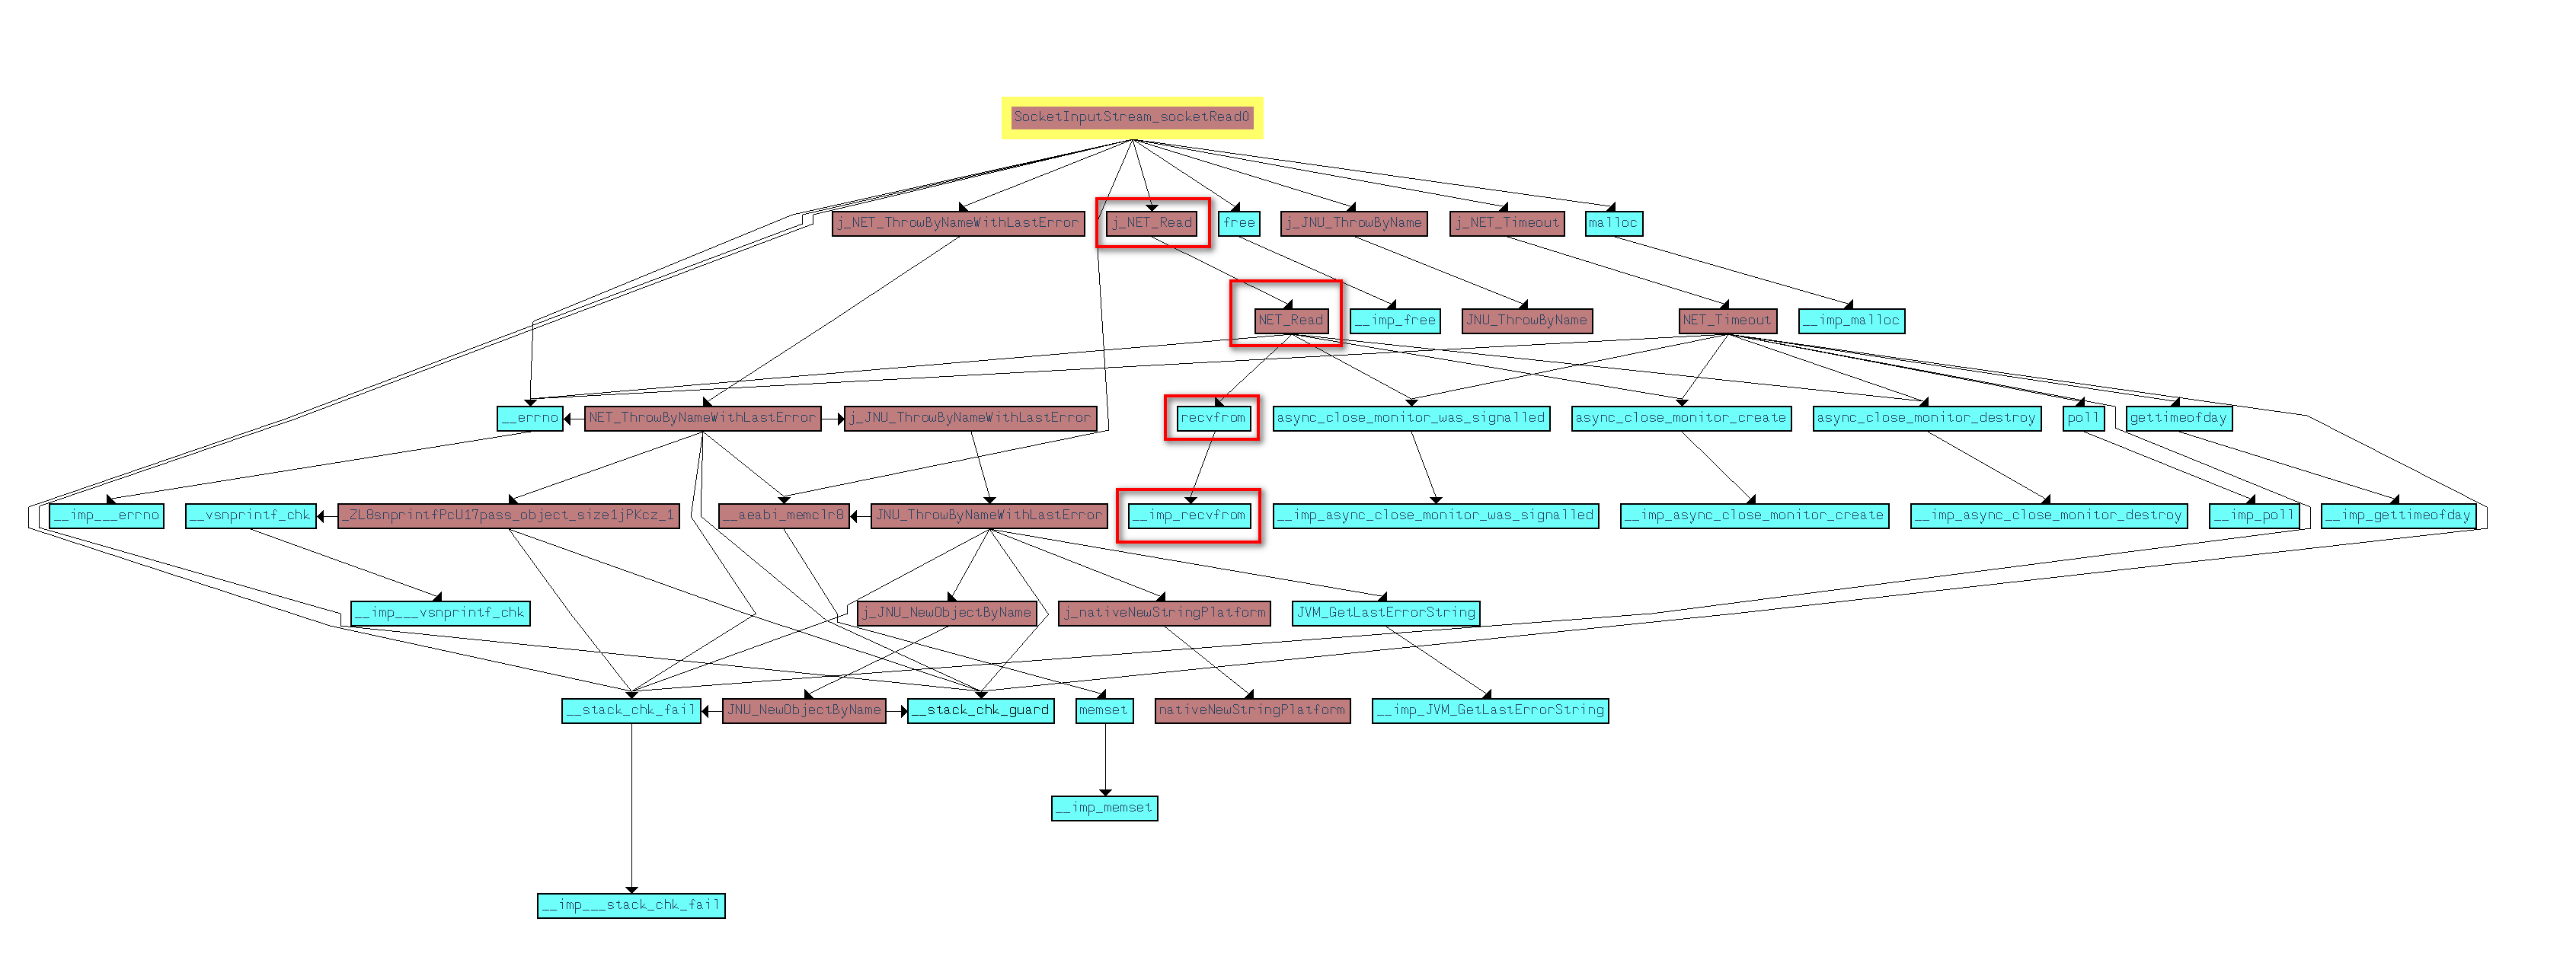 SocketInputStream_socketRead0
j_NET_ThrowByNameWithLastError
j_NET_Read
free
j_JNU_ThrowByName
j_NET_Timeout
malloc
NET_Read
__imp_free
JNU_ThrowByName
NET_Timeout
__imp_malloc
__errno
NET_ThrowByNameWithLastError
j_JNU_ThrowByNameWithLastError
recvfrom
async_close_monitor_was_signalled
async_close_monitor_create
async_close_monitor_destroy
poll
gettimeofday
__imp___errno
__vsnprintf_chk
_ZL8snprintfPcU17pass_object_size1jPKcz_1
__aeabi_memclr8
JNU_ThrowByNameWithLastError
__imp_recvfrom
__imp_async_close_monitor_was_signalled
__imp_async_close_monitor_create
__imp_async_close_monitor_destroy
__imp_poll
__imp_gettimeofday
__imp___vsnprintf_chk
j_JNU_NewObjectByName
j_nativeNewStringPlatform
JVM_GetLastErrorString
__stack_chk_fail
JNU_NewObjectByName
__stack_chk_guard
memset
nativeNewStringPlatform
__imp_JVM_GetLastErrorString
__imp_memset
__imp___stack_chk_fail